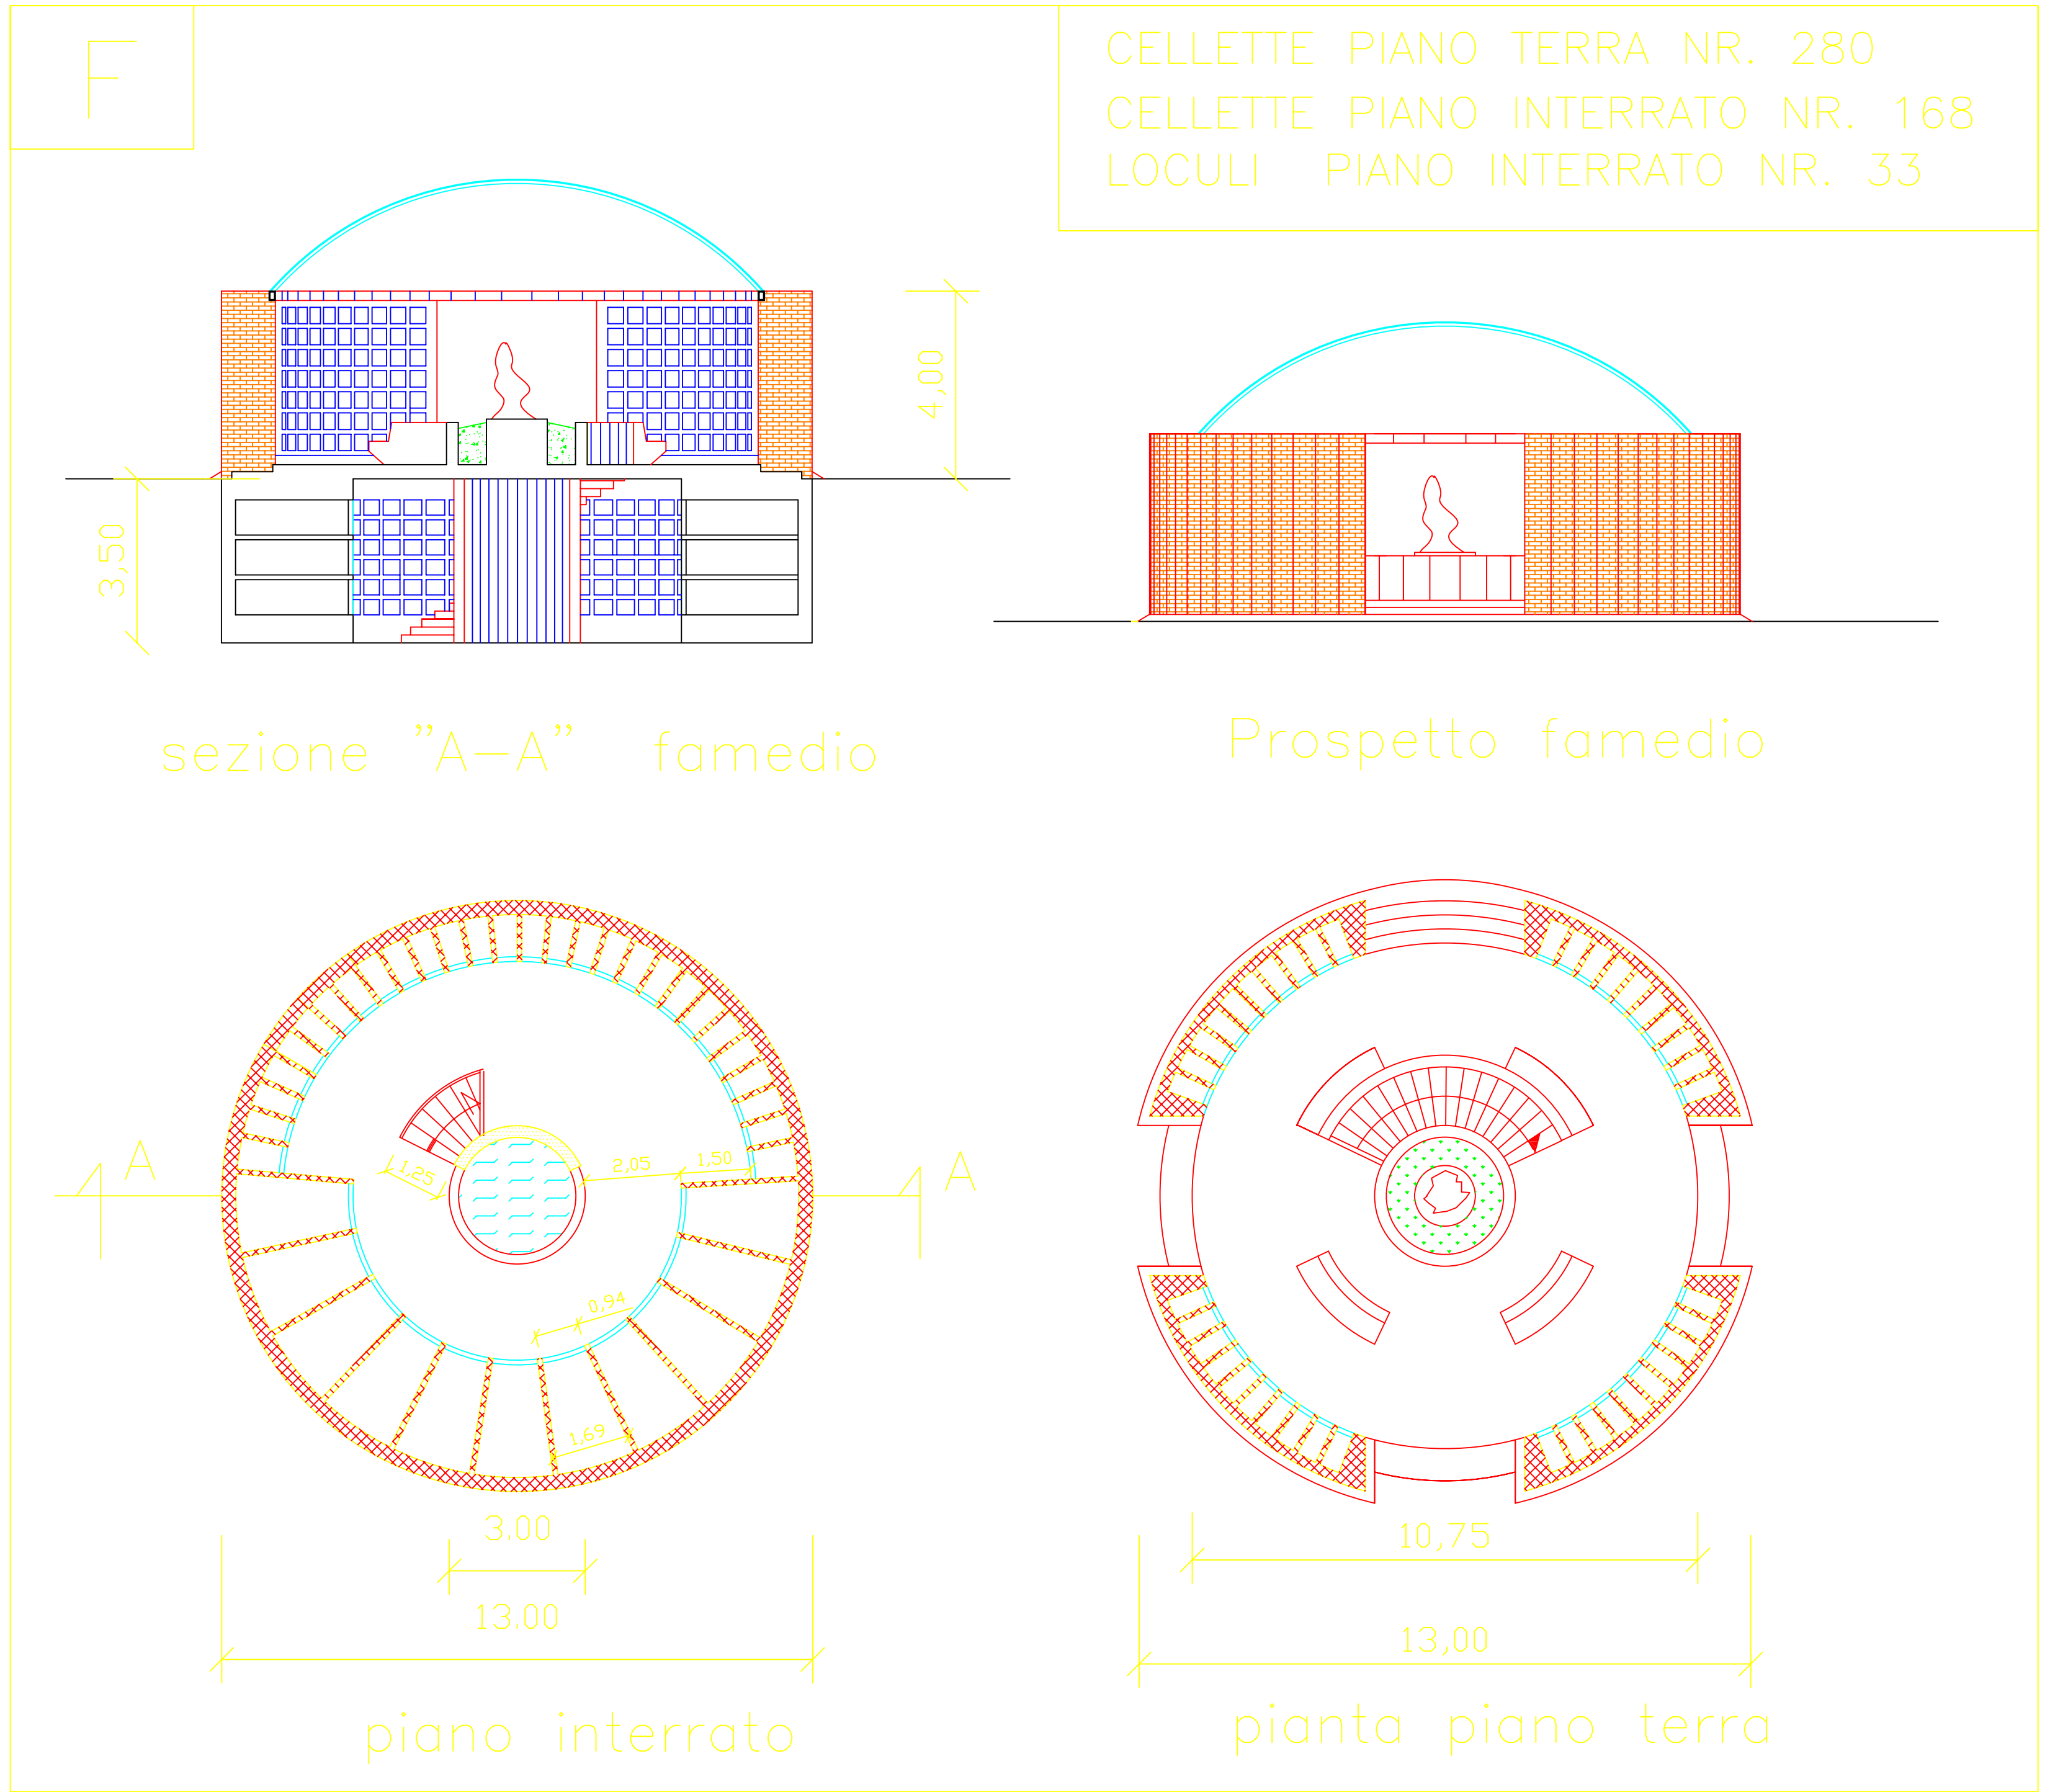 F
CELLETTE PIANO TERRA NR. 280
CELLETTE PIANO INTERRATO NR. 168
LOCULI PIANO INTERRATO NR. 33
4,00
3,50
sezione "A-A" famedio
Prospetto famedio
A
A
1,25
2,05
1,50
0,94
1,69
3,00
13.00
10,75
13,00
piano interrato
pianta piano terra